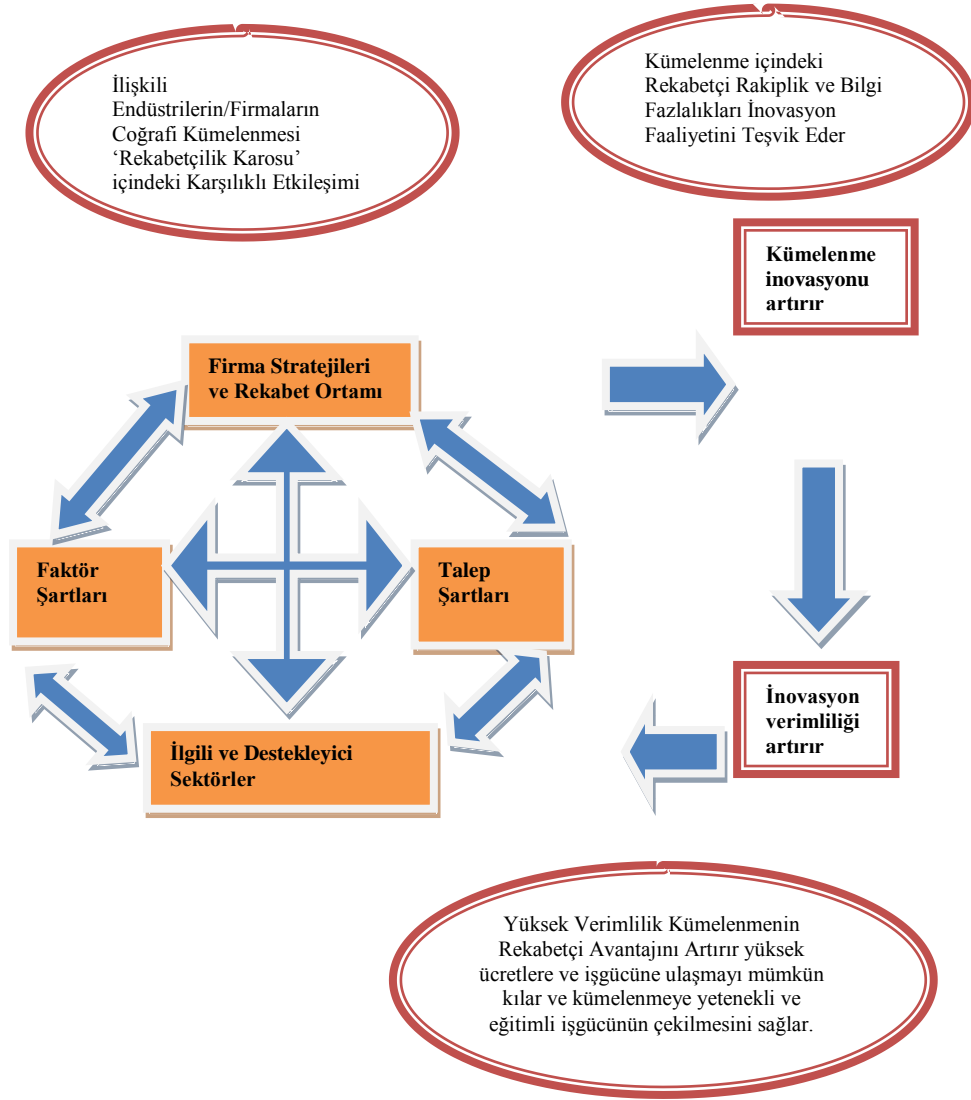 İlişkili
Endüstrilerin/Firmaların
Coğrafi Kümelenmesi
‘Rekabetçilik Karosu’
içindeki Karşılıklı Etkileşimi
Kümelenme içindeki
Rekabetçi Rakiplik ve Bilgi
Fazlalıkları İnovasyon
Faaliyetini Teşvik Eder
Kümelenme
inovasyonu
artırır
Firma Stratejileri
ve Rekabet Ortamı
Faktör
Şartları
Talep
Şartları
İlgili ve Destekleyici
Sektörler
İnovasyon
verimliliği
artırır
Yüksek Verimlilik Kümelenmenin
Rekabetçi Avantajını Artırır yüksek
ücretlere ve işgücüne ulaşmayı mümkün
kılar ve kümelenmeye yetenekli ve
eğitimli işgücünün çekilmesini sağlar.